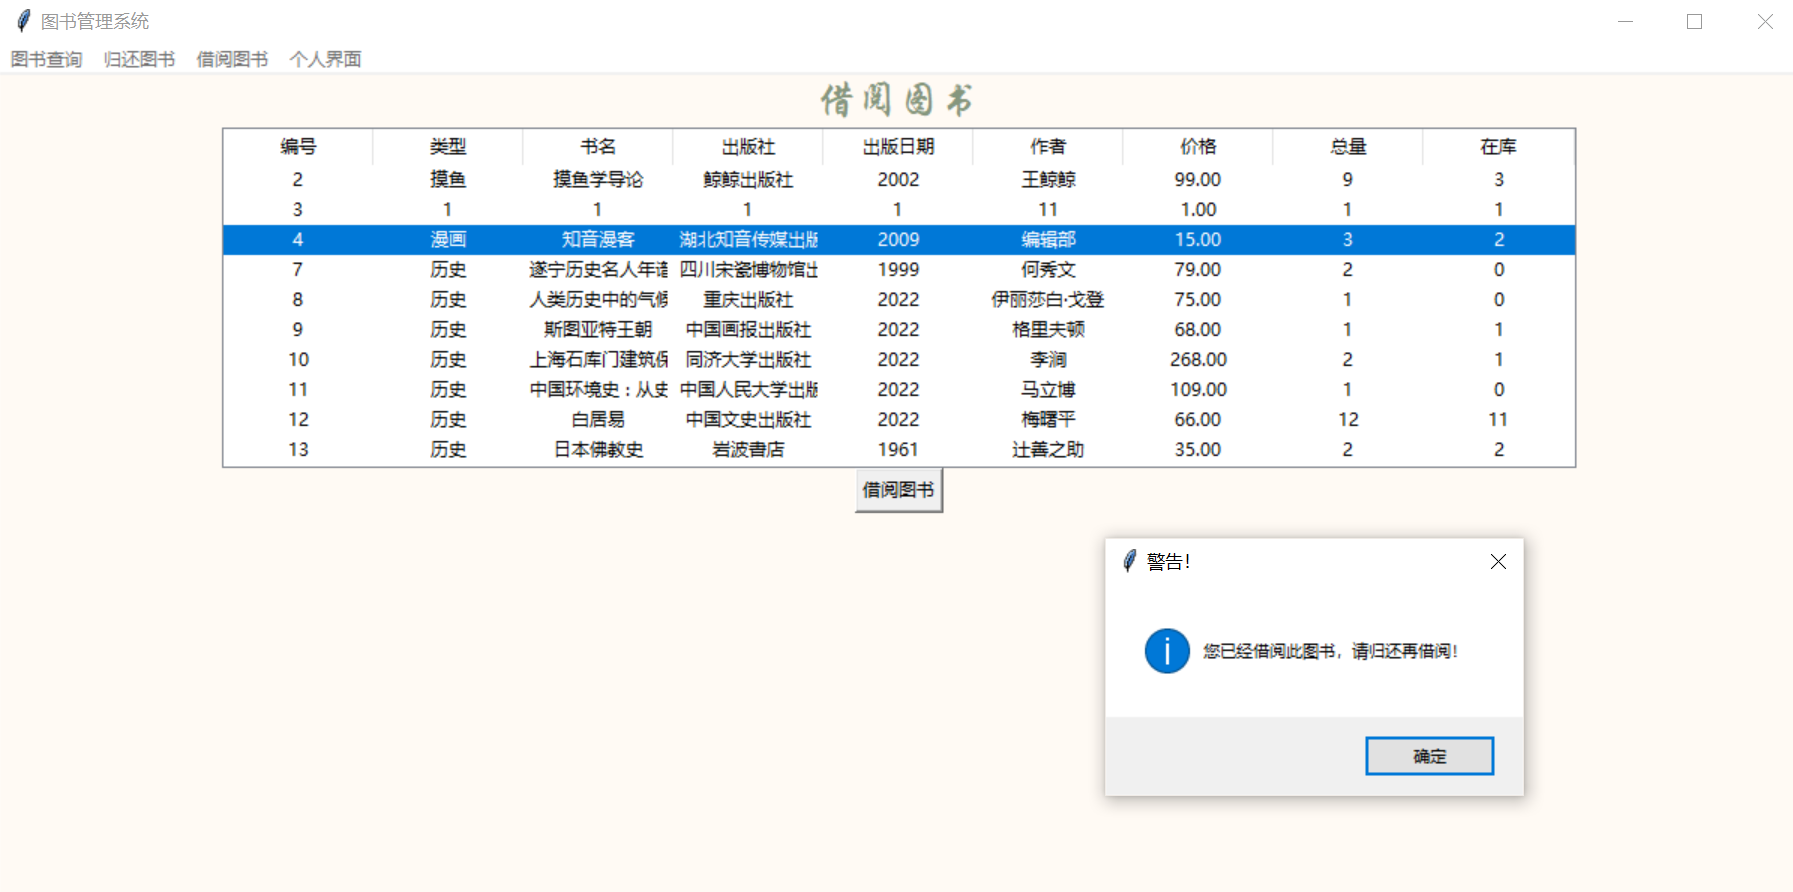 图书管理系统
图书查询 归还图书 借阅图书 个人界面
借阅图书
编号 类型 书名 出版社 出版日期 作者 价格 总量 在库
2 摸鱼 摸鱼学导论 鲸鲸出版社 2002 王鲸鲸 99.00 9 3
3 1 1 1 1 11 1.00 1 1
4 漫画 知音漫客 湖北知音传媒出版 2009 编辑部 15.00 3 2
7 历史 遂宁历史名人年谱 四川宋瓷博物馆出 1999 何秀文 79.00 2 0
8 历史 人类历史中的气候 重庆出版社 2022 伊丽莎白·戈登 75.00 1 0
9 历史 斯图亚特王朝 中国画报出版社 2022 格里夫顿 68.00 1 1
10 历史 上海石库门建筑保 同济大学出版社 2022 李涧 268.00 2 1
11 历史 中国环境史：从史 中国人民大学出版 2022 马立博 109.00 1 0
12 历史 白居易 中国文史出版社 2022 梅曙平 66.00 12 11
13 历史 日本佛教史 岩波書店 1961 辻善之助 35.00 2 2
借阅图书
警告!
您已经借阅此图书，请归还再借阅!
确定